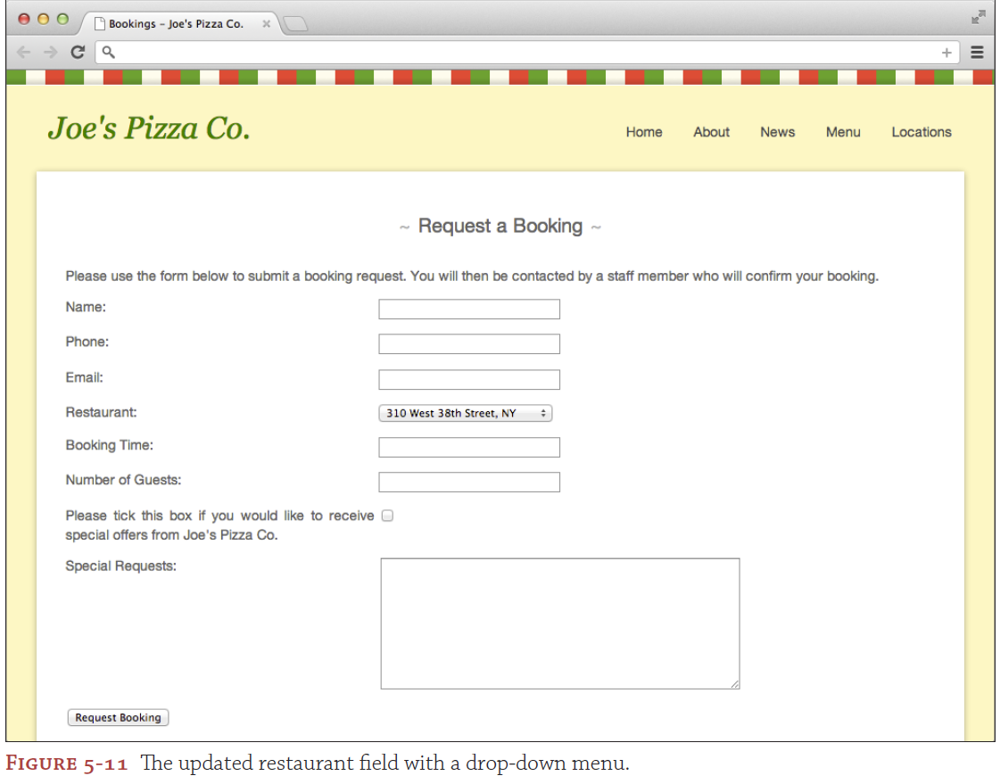 Bookings – Joe's Pizza Co.
Joe's Pizza Co.
Home About News Menu Locations
~ Request a Booking ~
Please use the form below to submit a booking request. You will then be contacted by a staff member who will confirm your booking.
Name:
Phone:
Email:
Restaurant: 310 West 38th Street, NY
Booking Time:
Number of Guests:
Please tick this box if you would like to receive
special offers from Joe's Pizza Co.
Special Requests:
Request Booking
FIGURE 5-11 The updated restaurant field with a drop-down menu.